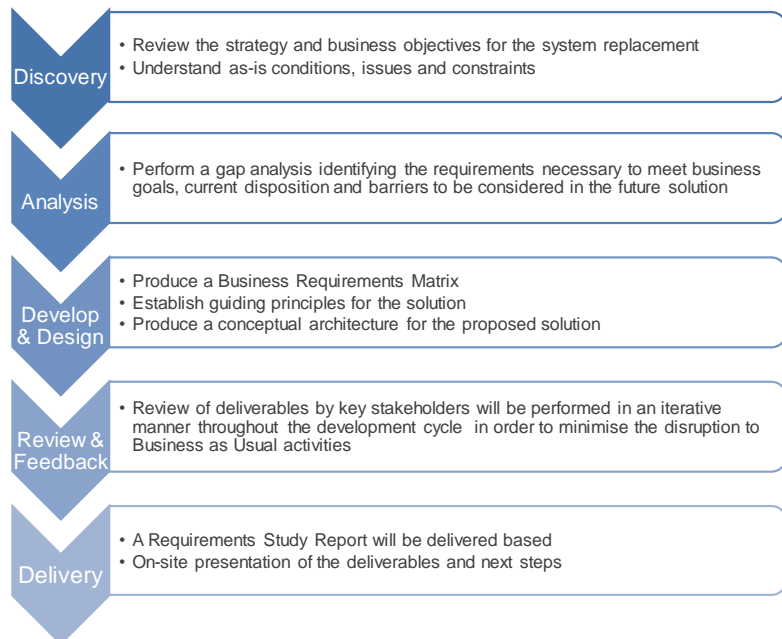 Discovery
• Review the strategy and business objectives for the system replacement
• Understand as-is conditions, issues and constraints
Analysis
• Perform a gap analysis identifying the requirements necessary to meet business
goals, current disposition and barriers to be considered in the future solution
Develop
& Design
• Produce a Business Requirements Matrix
• Establish guiding principles for the solution
• Produce a conceptual architecture for the proposed solution
Review &
Feedback
• Review of deliverables by key stakeholders will be performed in an iterative
manner throughout the development cycle in order to minimise the disruption to
Business as Usual activities
Delivery
• A Requirements Study Report will be delivered based
• On-site presentation of the deliverables and next steps